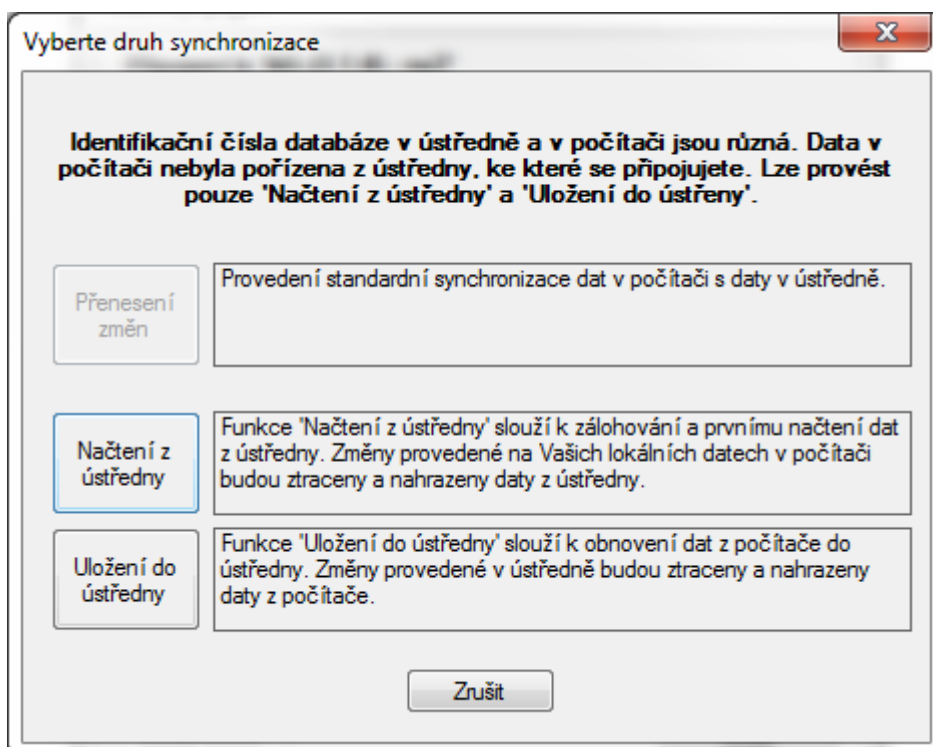 Vyberte druh synchronizace
Identifikační čísla databáze v ústředně a v počítači jsou různá. Data v
počítači nebyla pořízena z ústředny, ke které se připojujete. Lze provést
pouze 'Načtení z ústředny' a 'Uložení do ústřeny'.
Přenesení
změn
Provedení standardní synchronizace dat v počítači s daty v ústředně.
Načtení z
ústředny
Funkce 'Načtení z ústředny' slouží k zálohování a prvnímu načtení dat
z ústředny. Změny provedené na Vašich lokálních datech v počítači
budou ztraceny a nahrazeny daty z ústředny.
Uložení do
ústředny
Funkce 'Uložení do ústředny' slouží k obnovení dat z počítače do
ústředny. Změny provedené v ústředně budou ztraceny a nahrazeny
daty z počítače.
Zrušit